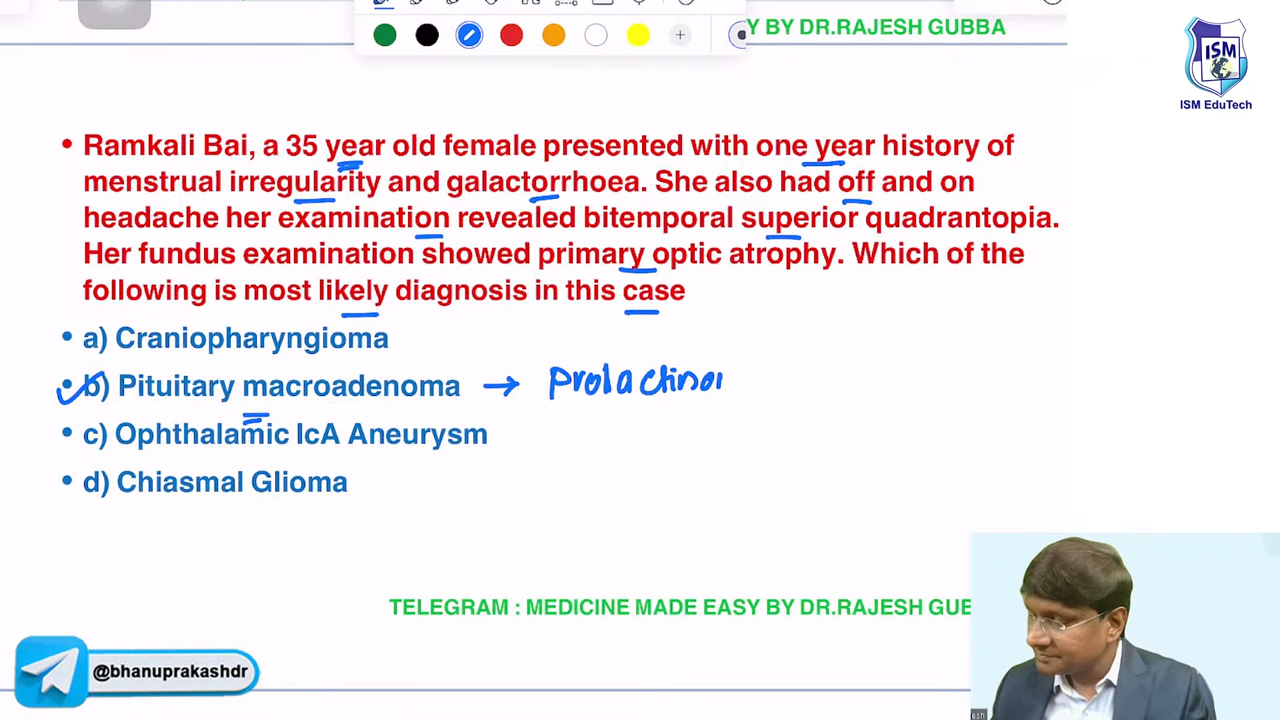 Y BY DR.RAJESH GUBBA
ISM
ISM EduTech
• Ramkali Bai, a 35 year old female presented with one year history of
menstrual irregularity and galactorrhoea. She also had off and on
headache her examination revealed bitemporal superior quadrantopia.
Her fundus examination showed primary optic atrophy. Which of the
following is most likely diagnosis in this case
• a) Craniopharyngioma
• b) Pituitary macroadenoma → Prolactinom
• c) Ophthalamic IcA Aneurysm
• d) Chiasmal Glioma
TELEGRAM : MEDICINE MADE EASY BY DR.RAJESH GUB
@bhanuprakashdr
esh